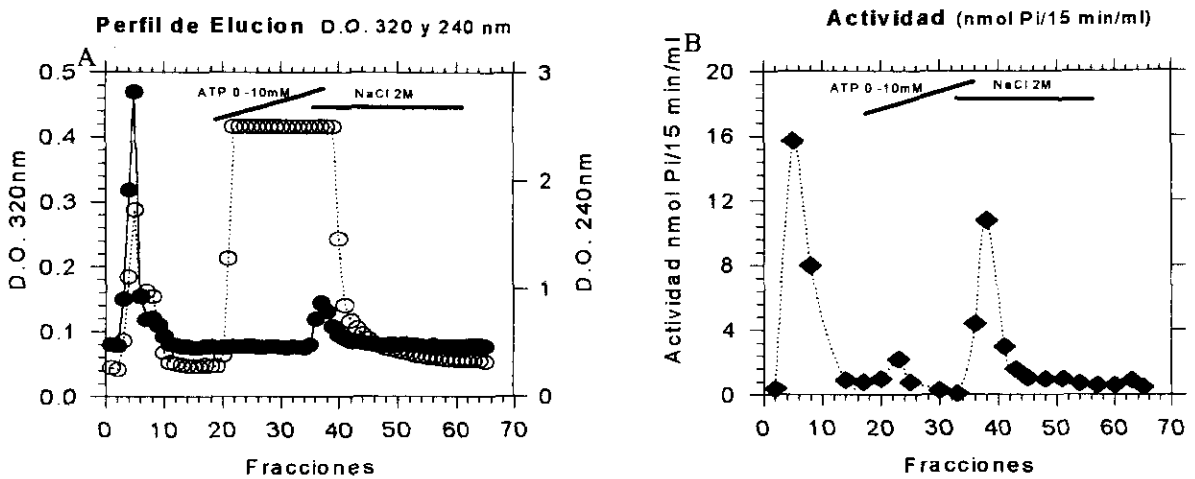 Perfil de Elucion D.O. 320 y 240 nm
A
0.5
0.4
0.3
0.2
0.1
0.0
D.O. 320nm
3
2
1
0
D.O. 240nm
ATP 0-10mM
NaCl 2M
0 10 20 30 40 50 60 70
Fracciones
Actividad (nmol Pi/15 min/ml)
B
20
16
12
8
4
0
Actividad nmol Pi/15 min/ml
ATP 0-10mM
NaCl 2M
0 10 20 30 40 50 60 70
Fracciones